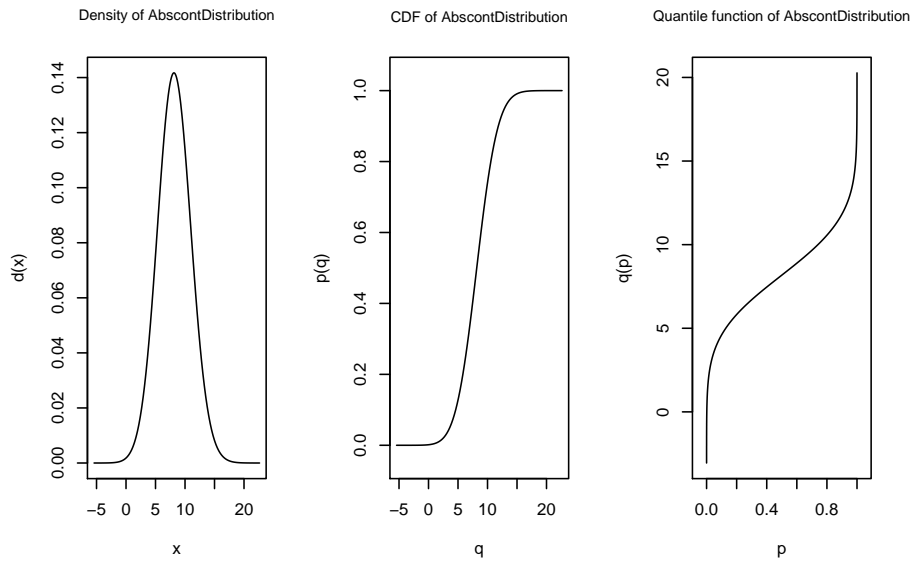 Density of AbscontDistribution
d(x)
0.14
0.12
0.10
0.08
0.06
0.04
0.02
0.00
−5 0 5 10 20
x
CDF of AbscontDistribution
p(q)
1.0
0.8
0.6
0.4
0.2
0.0
−5 0 5 10 20
q
Quantile function of AbscontDistribution
q(p)
20
15
10
5
0
0.0 0.4 0.8
p